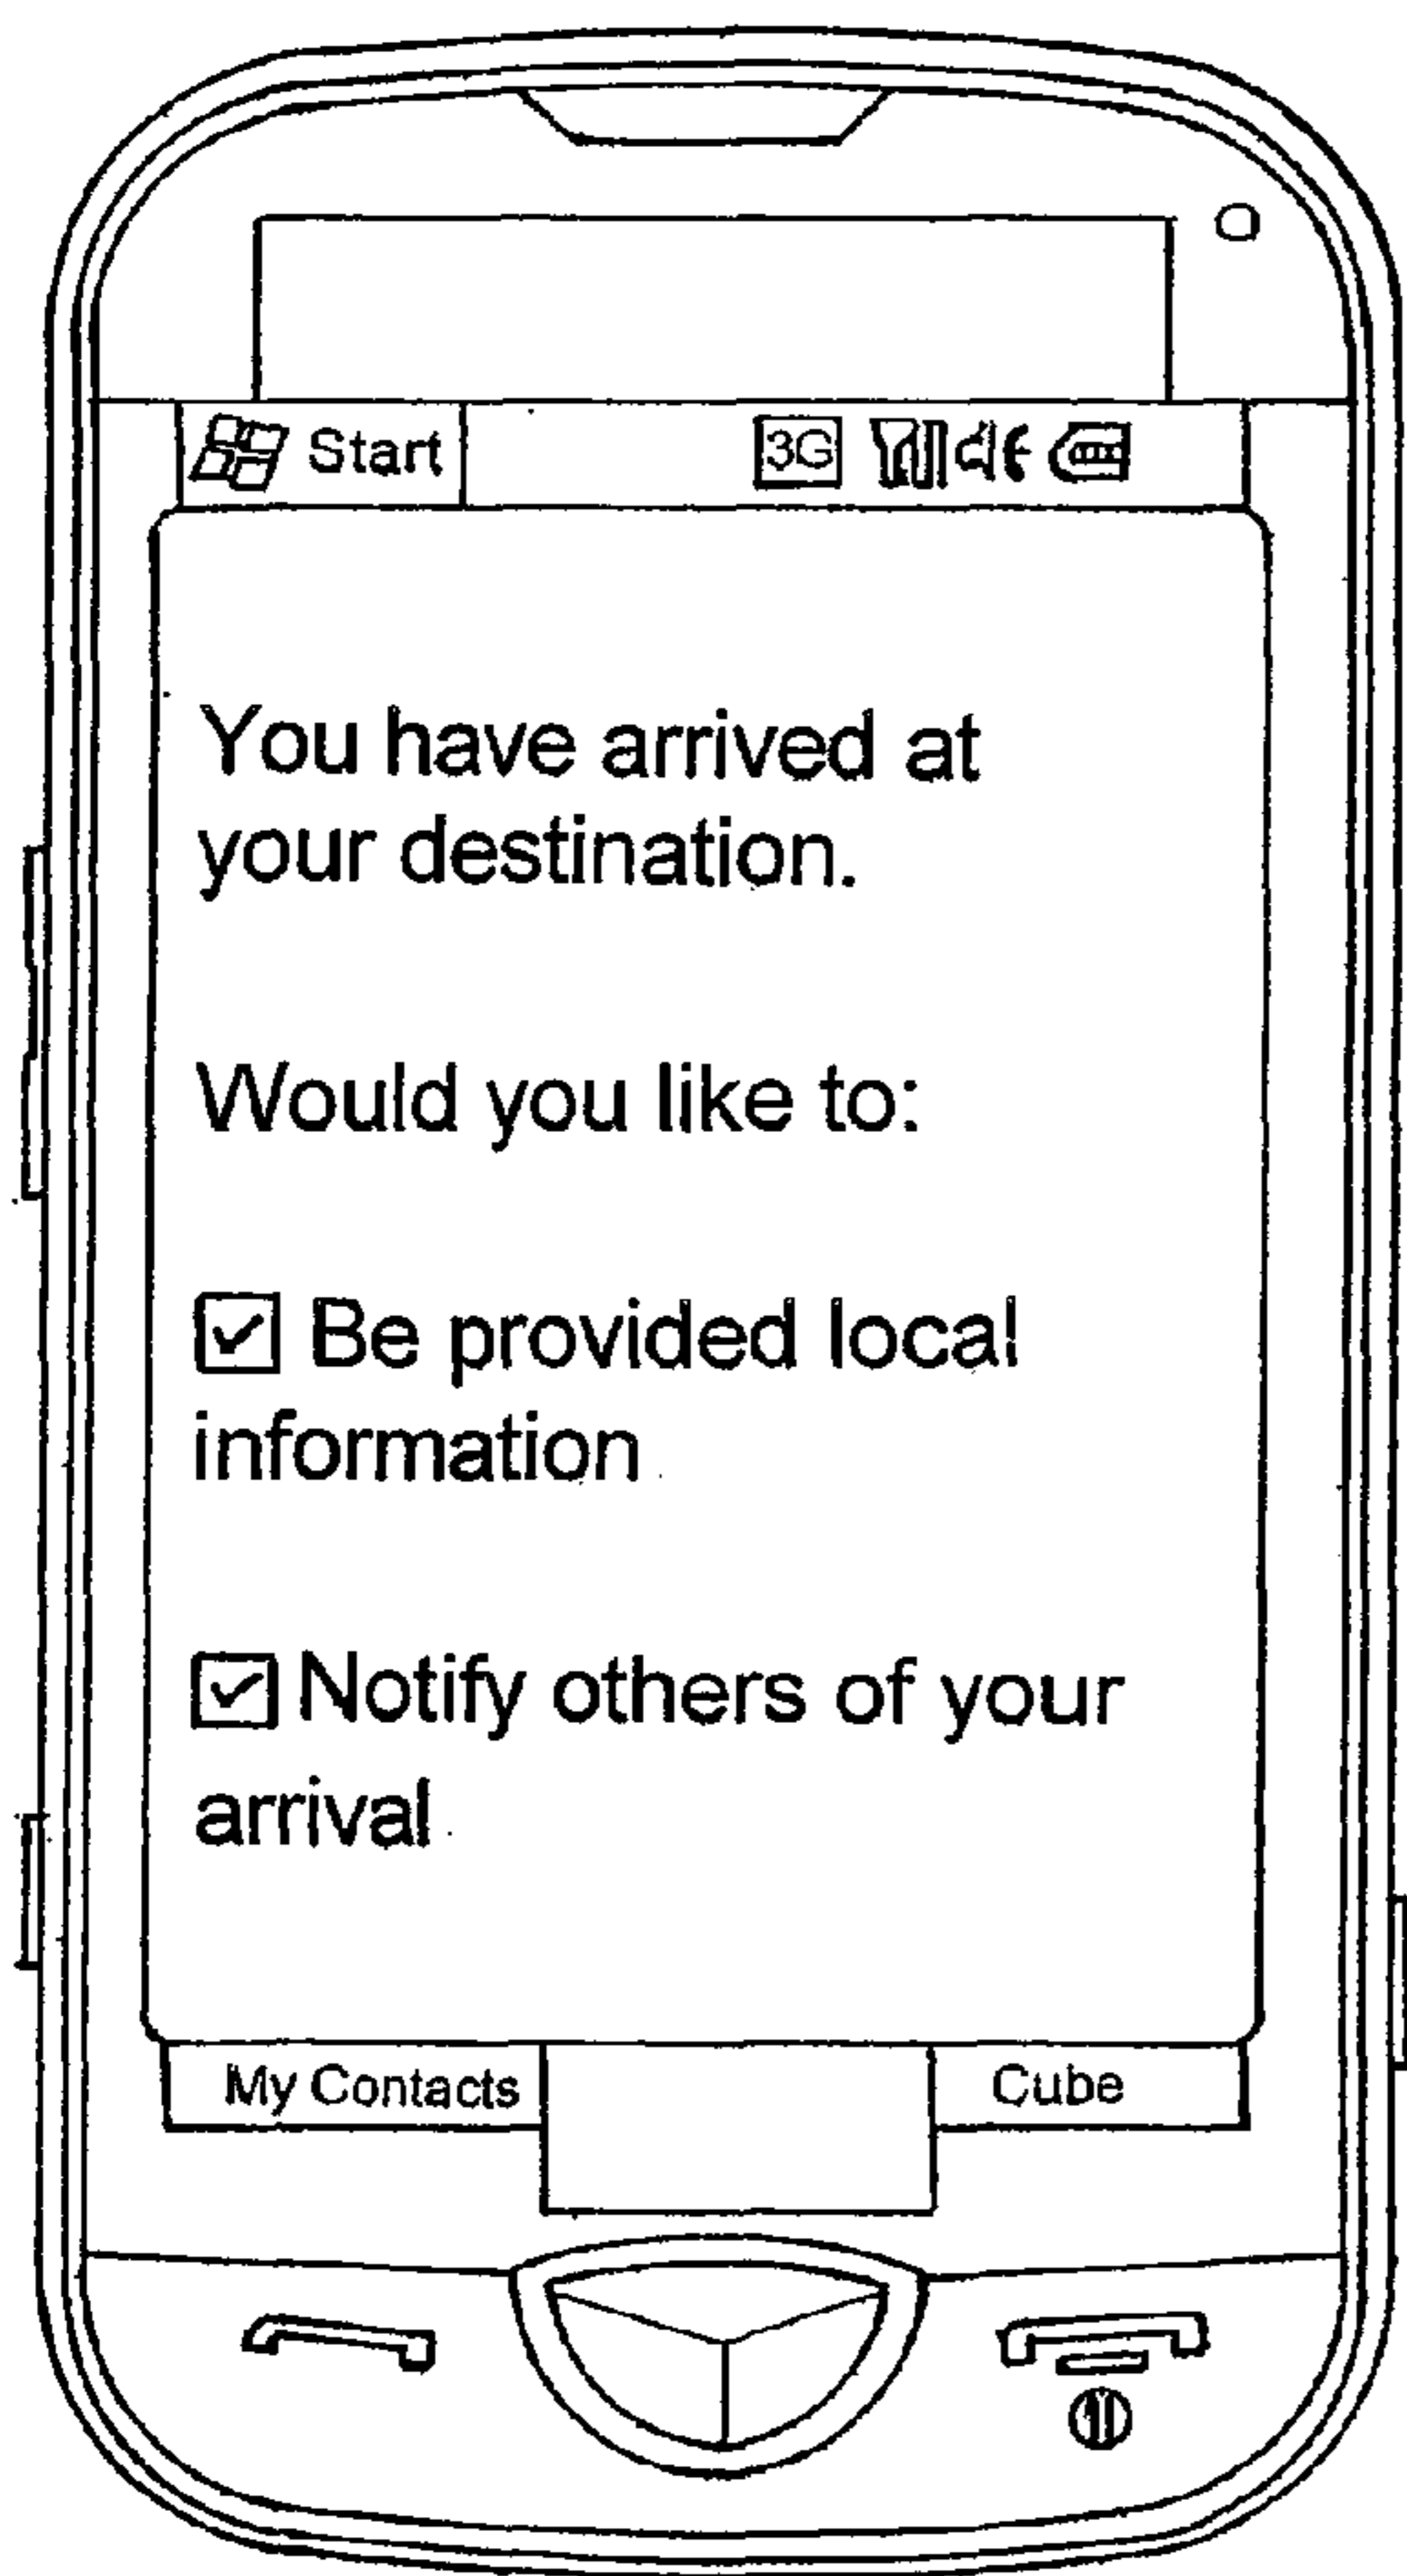 Start 3G
You have arrived at
your destination.
Would you like to:
Be provided local
information
Notify others of your
arrival
My Contacts Cube